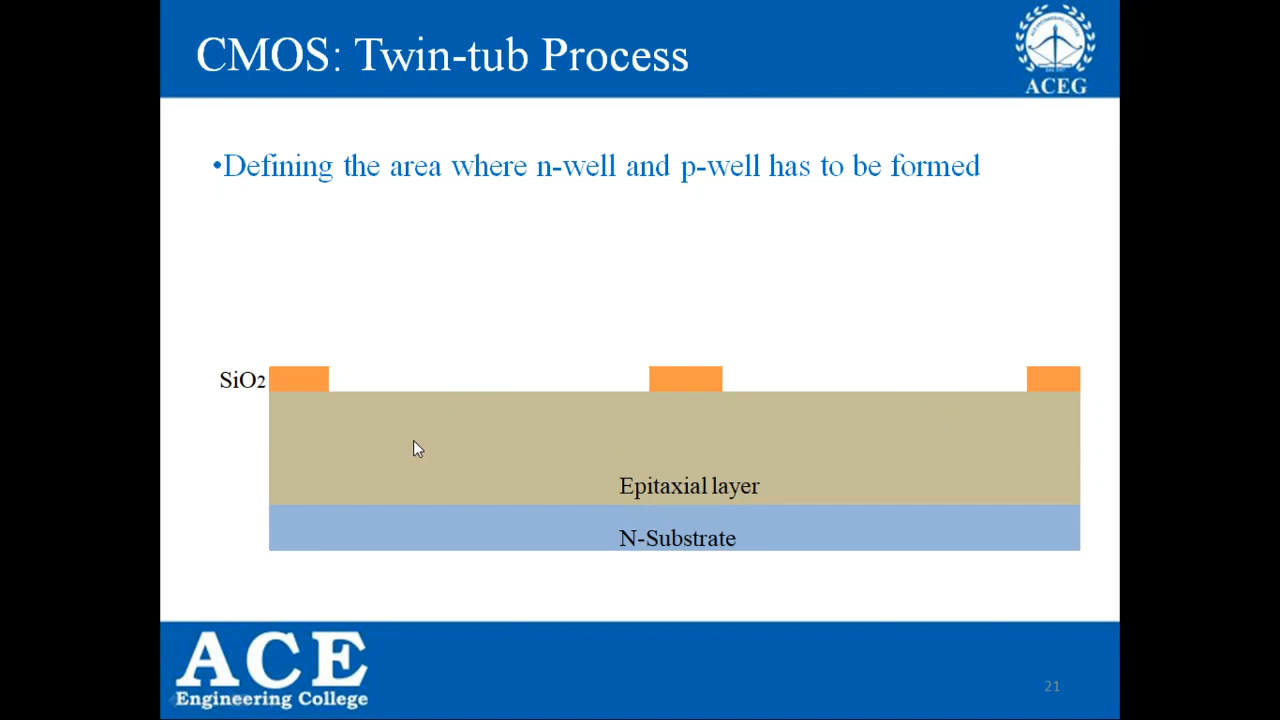 CMOS: Twin-tub Process
ACEG
•Defining the area where n-well and p-well has to be formed
SiO2
Epitaxial layer
N-Substrate
ACE
Engineering College
21